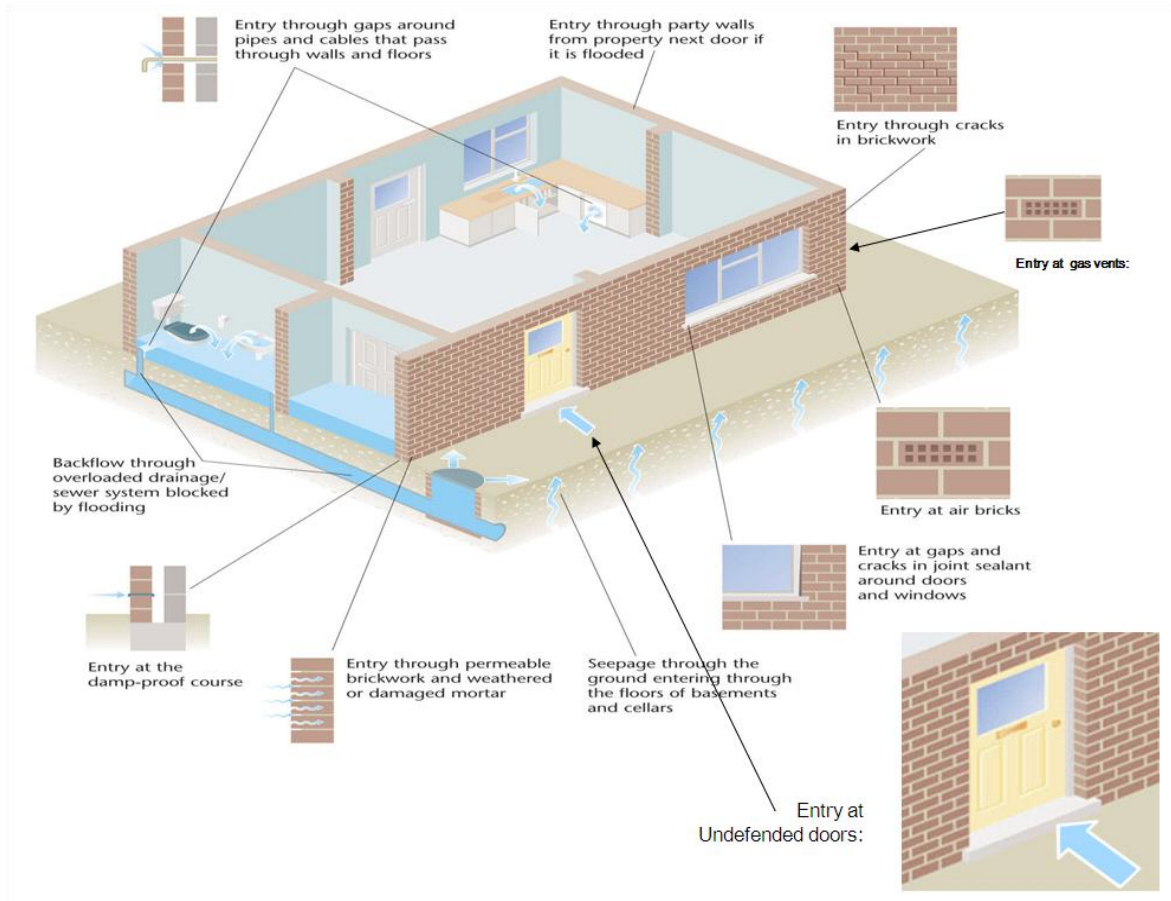 Entry through gaps around
pipes and cables that pass
through walls and floors
Entry through party walls
from property next door if
it is flooded
Entry through cracks
in brickwork
Entry at gas vents:
Entry at air bricks
Backflow through
overloaded drainage/
sewer system blocked
by flooding
Entry at gaps and
cracks in joint sealant
around doors
and windows
Entry at the
damp-proof course
Entry through permeable
brickwork and weathered
or damaged mortar
Seepage through the
ground entering through
the floors of basements
and cellars
Entry at
Undefended doors: